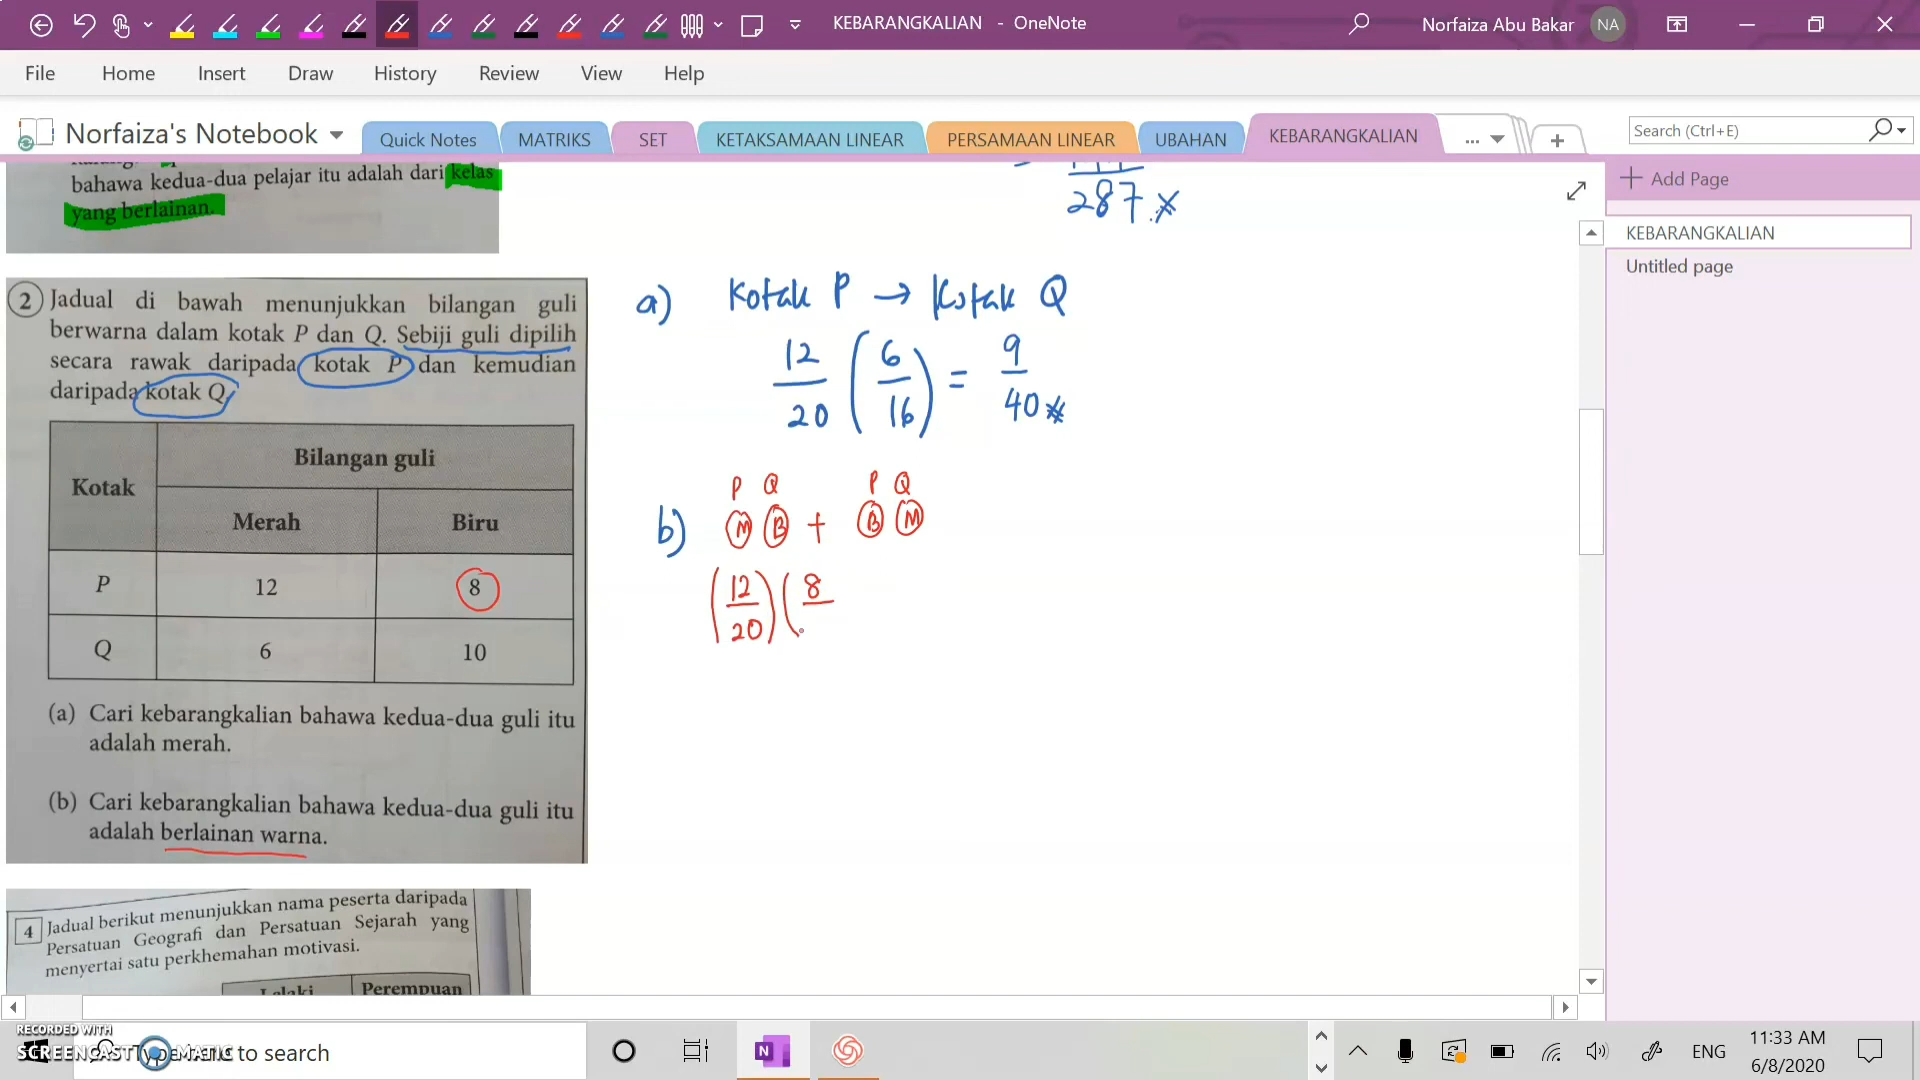 KEBARANGKALIAN - OneNote
Norfaiza Abu Bakar
NA
File Home Insert Draw History Review View Help
Norfaiza's Notebook
Quick Notes
MATRIKS
SET
KETAKSAMAAN LINEAR
PERSAMAAN LINEAR
UBAHAN
KEBARANGKALIAN
...
Search (Ctrl+E)
Add Page
KEBARANGKALIAN
Untitled page
bahawa kedua-dua pelajar itu adalah dari kelas
yang berlainan.
287
2 Jadual di bawah menunjukkan bilangan guli
berwarna dalam kotak P dan Q. Sebiji guli dipilih
secara rawak daripada kotak P dan kemudian
daripada kotak Q.
Kotak
Bilangan guli
Merah Biru
P 12 8
Q 6 10
(a) Cari kebarangkalian bahawa kedua-dua guli itu
adalah merah.
(b) Cari kebarangkalian bahawa kedua-dua guli itu
adalah berlainan warna.
a) Kotak P → Kotak Q
12/20 (6/16) = 9/40
P Q P Q
b) M B + B M
(12/20)(8
4 Jadual berikut menunjukkan nama peserta daripada
Persatuan Geografi dan Persatuan Sejarah yang
menyertai satu perkhemahan motivasi.
Lelaki Perempuan
RECORDED WITH
SCREENCAST MATIC
to search
N
ENG
11:33 AM
6/8/2020